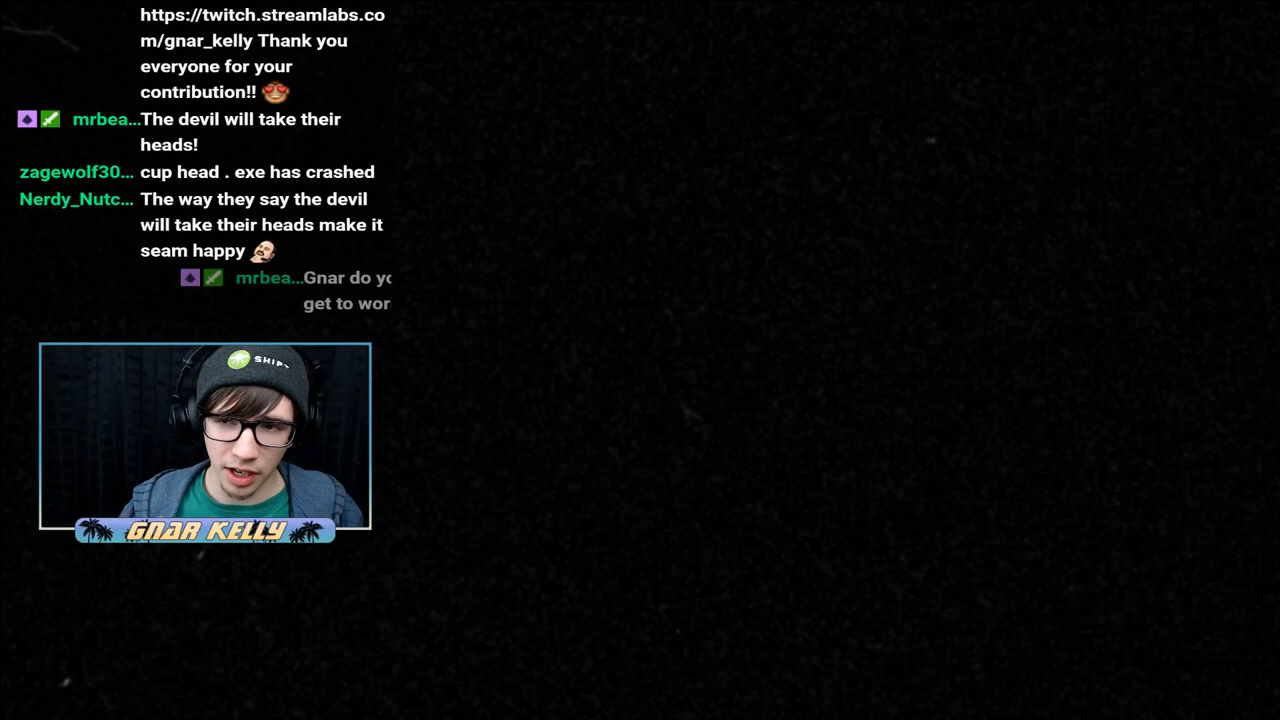 https://twitch.streamlabs.co
m/gnar_kelly Thank you
everyone for your
contribution!!
mrbea...The devil will take their
heads!
zagewolf30... cup head . exe has crashed
Nerdy_Nutc... The way they say the devil
will take their heads make it
seam happy
mrbea...Gnar do yo
get to wor
SHIPT
GNAR KELLY